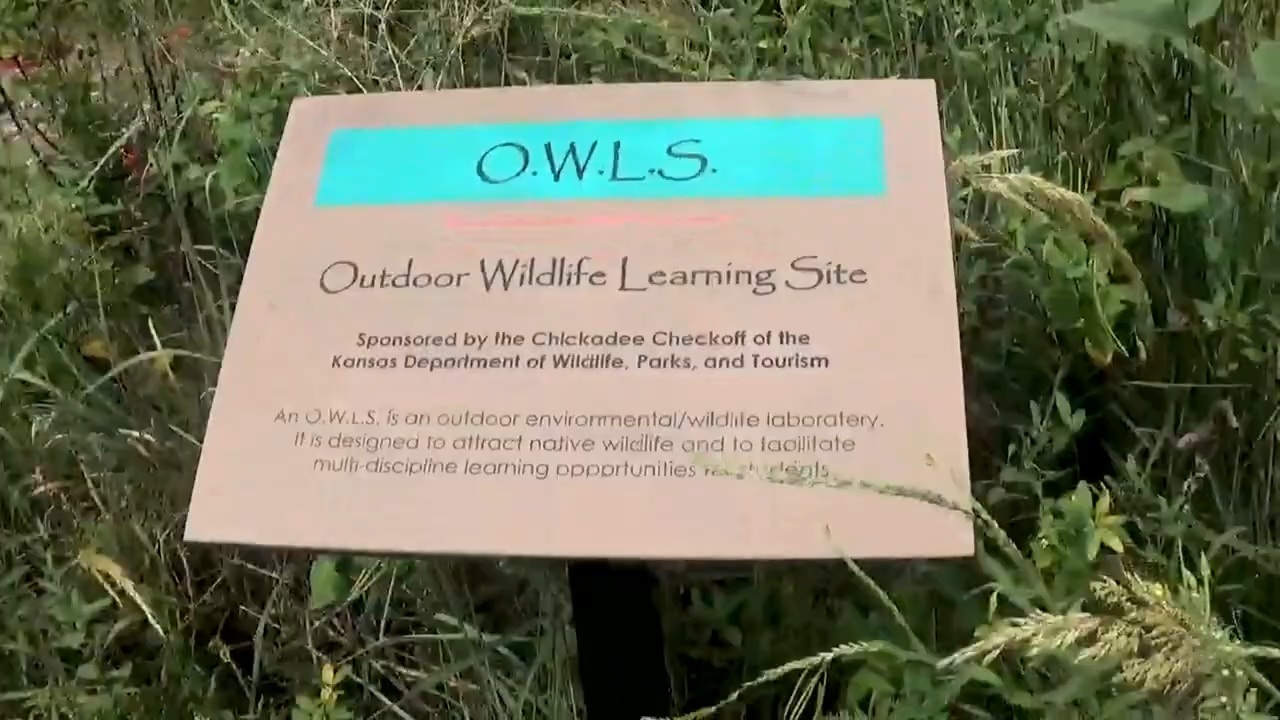 O.W.L.S.
Outdoor Wildlife Learning Site
Sponsored by the Chickadee Checkoff of the
Kansas Department of Wildlife, Parks, and Tourism
An O.W.L.S. is an outdoor environmental/wildlife laboratory.
It is designed to attract native wildlife and to facilitate
multi-discipline learning opportunities for students.